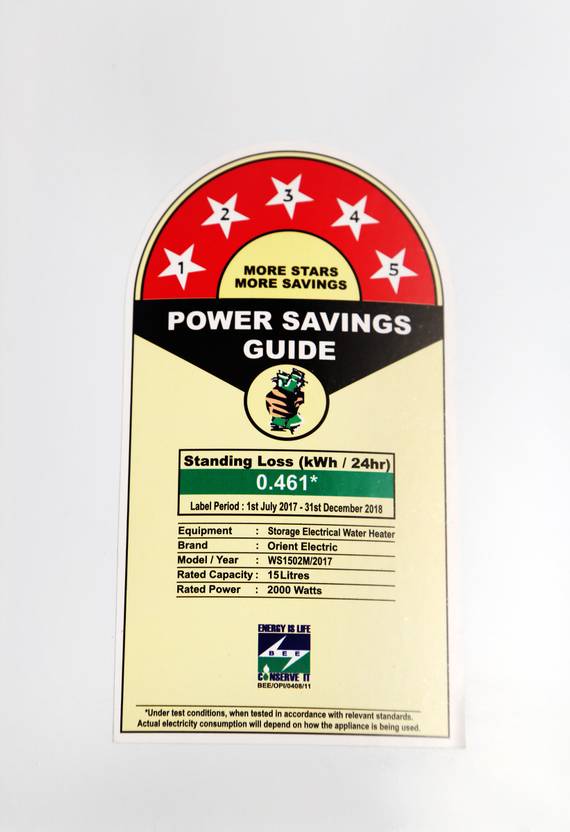 1 2 3 4 5
MORE STARS
MORE SAVINGS
POWER SAVINGS
GUIDE
Standing Loss (kWh / 24hr)
0.461*
Label Period : 1st July 2017 - 31st December 2018
Equipment : Storage Electrical Water Heater
Brand : Orient Electric
Model / Year : WS1502M/2017
Rated Capacity : 15Litres
Rated Power : 2000 Watts
ENERGY IS LIFE
BEE
CONSERVE IT
BEE/OPI/0408/11
*Under test conditions, when tested in accordance with relevant standards.
Actual electricity consumption will depend on how the appliance is being used.